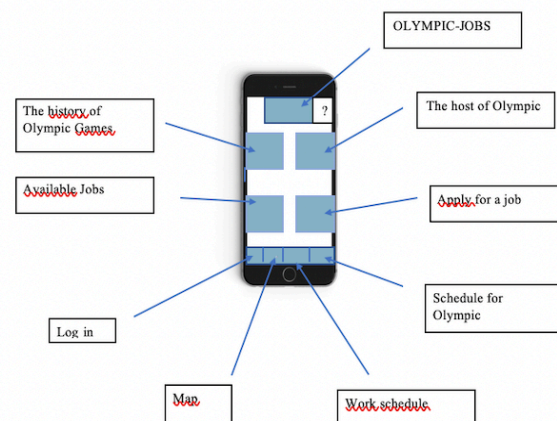 OLYMPIC-JOBS
The history of
Olympic Games
?
The host of Olympic
Available Jobs
Apply for a job
Schedule for
Olympic
Log in
Map
Work schedule